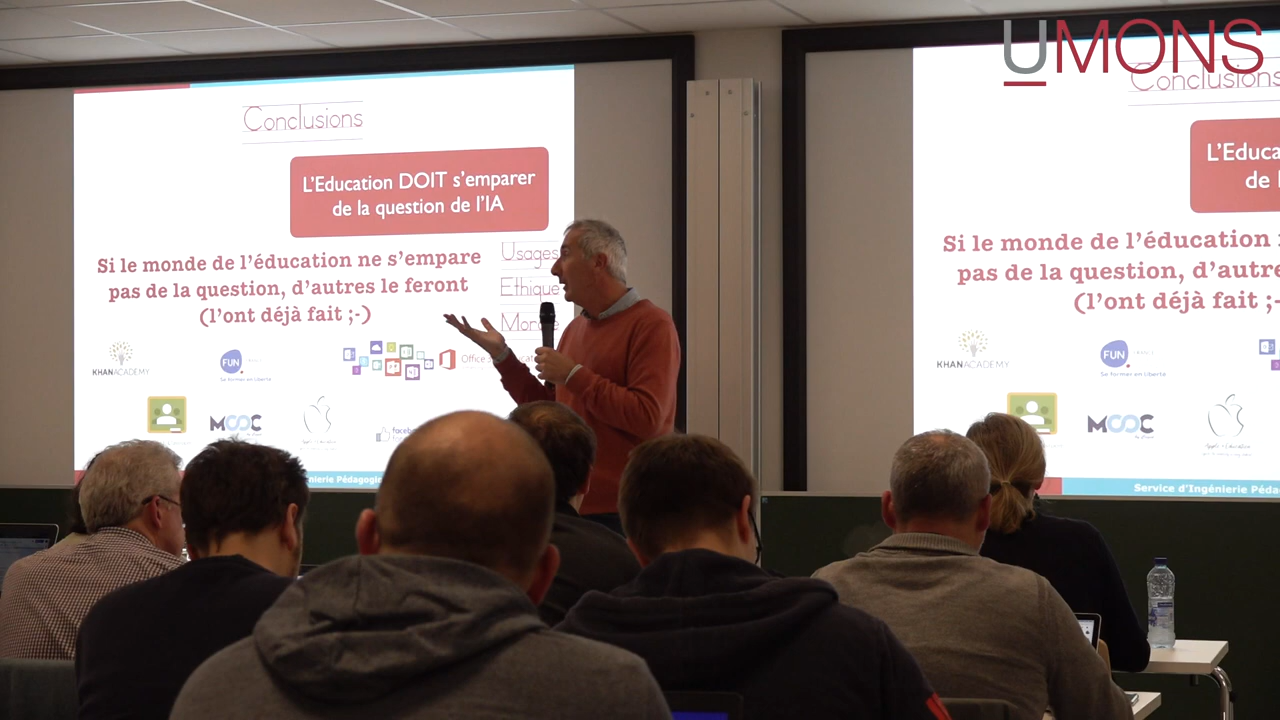 UMONS
Conclusions
L'Education DOIT s'emparer
de la question de l'IA
Si le monde de l'éducation ne s'empare
pas de la question, d'autres le feront
(l'ont déjà fait ;-)
Usages
Ethique
KHANACADEMY
FUN
Se former en Liberté
Office
MOOC
Conclusions
L'Educa
de l
Si le monde de l'éducation
pas de la question, d'autres
(l'ont déjà fait ;-
KHANACADEMY
FUN
FRANCE
Se former en Liberté
MOOC
Service d'Ingénierie Péda